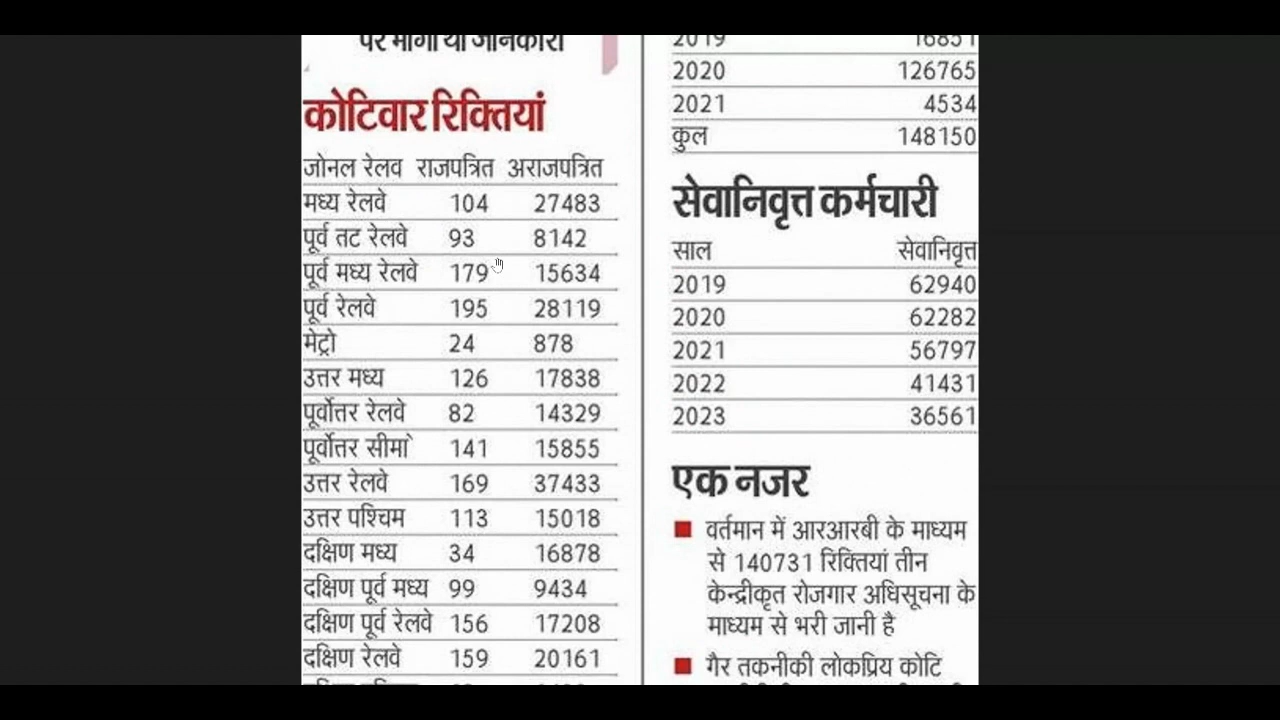 पर मांगी थी जानकारी
कोटिवार रिक्तियां
जोनल रेलव राजपत्रित अराजपत्रित
मध्य रेलवे 104 27483
पूर्व तट रेलवे 93 8142
पूर्व मध्य रेलवे 179 15634
पूर्व रेलवे 195 28119
मेट्रो 24 878
उत्तर मध्य 126 17838
पूर्वोत्तर रेलवे 82 14329
पूर्वोत्तर सीमा 141 15855
उत्तर रेलवे 169 37433
उत्तर पश्चिम 113 15018
दक्षिण मध्य 34 16878
दक्षिण पूर्व मध्य 99 9434
दक्षिण पूर्व रेलवे 156 17208
दक्षिण रेलवे 159 20161
2019 16851
2020 126765
2021 4534
कुल 148150
सेवानिवृत्त कर्मचारी
साल सेवानिवृत्त
2019 62940
2020 62282
2021 56797
2022 41431
2023 36561
एक नजर
वर्तमान में आरआरबी के माध्यम
से 140731 रिक्तियां तीन
केन्द्रीकृत रोजगार अधिसूचना के
माध्यम से भरी जानी है
गैर तकनीकी लोकप्रिय कोटि